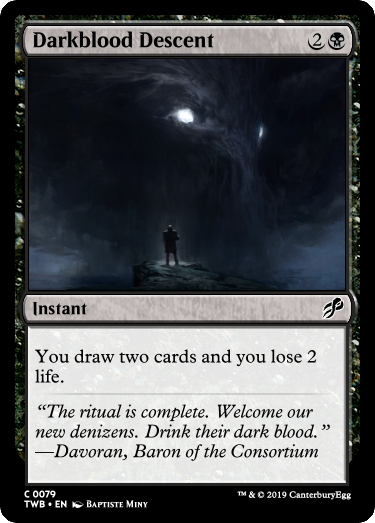 Darkblood Descent 2
Instant
You draw two cards and you lose 2
life.
“The ritual is complete. Welcome our
new denizens. Drink their dark blood.”
—Davoran, Baron of the Consortium
C 0079
TWB • EN Baptiste Miny
™ & © 2019 CanterburyEgg